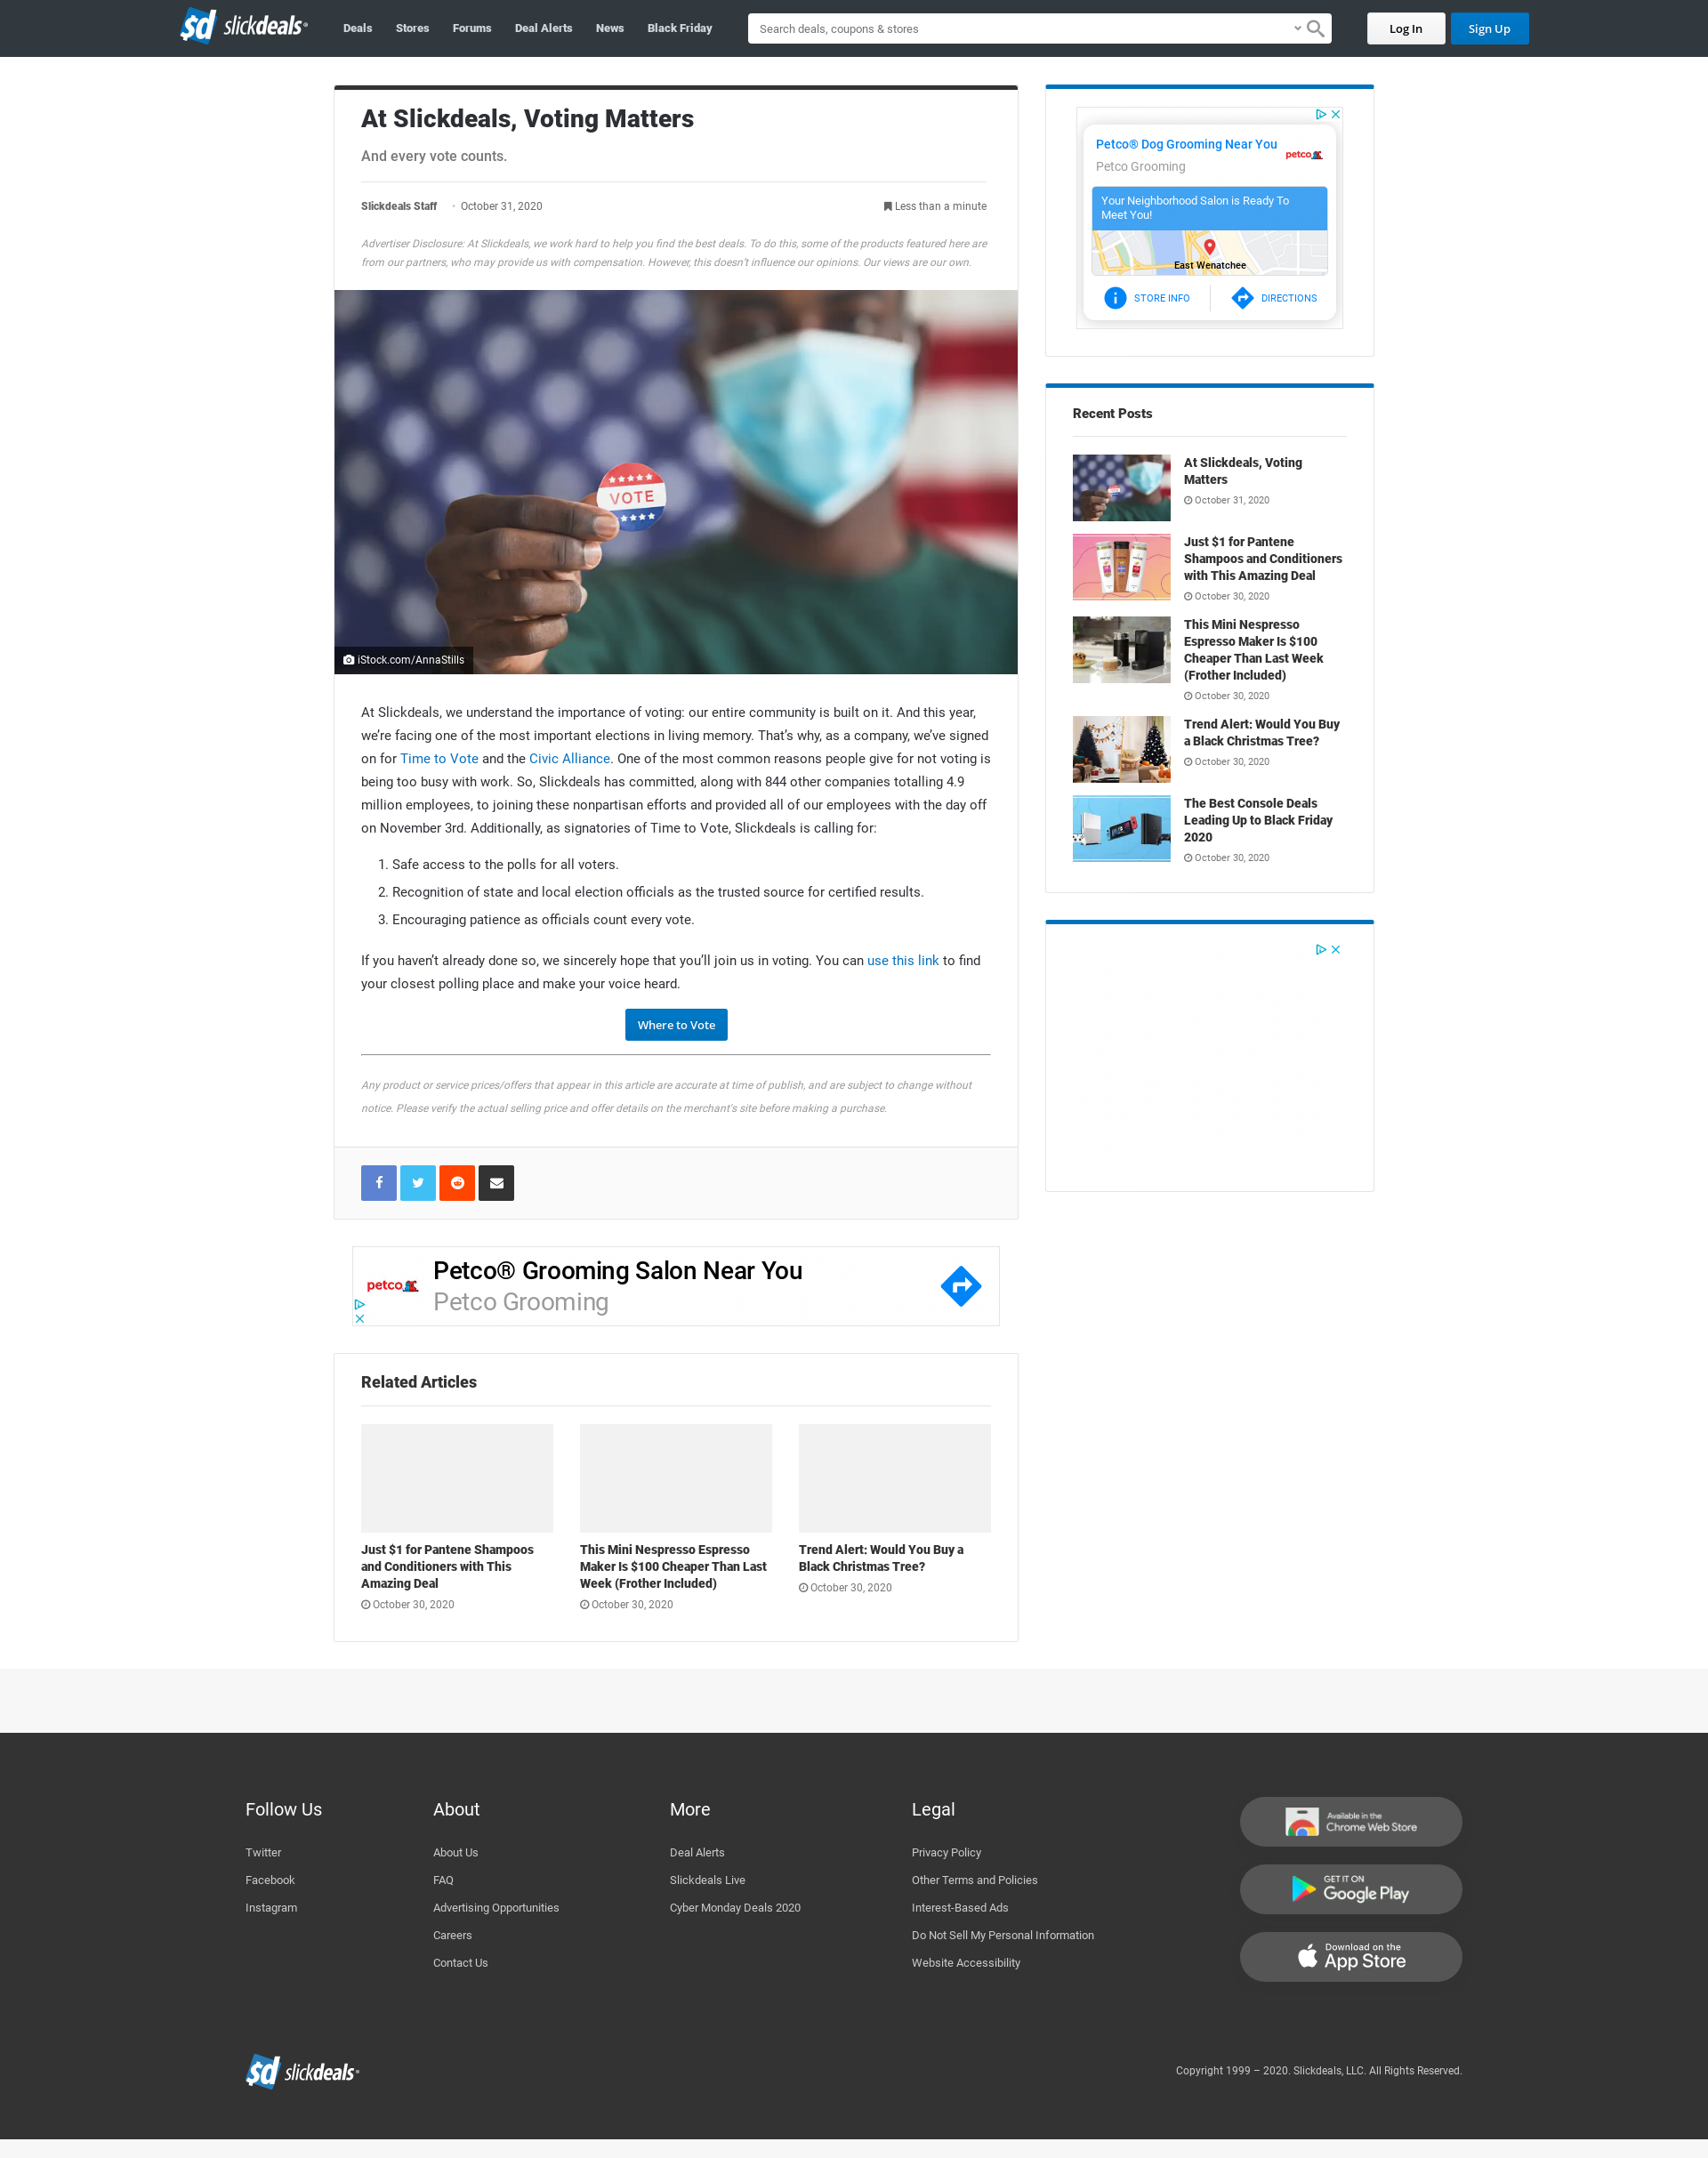 slickdeals
Deals
Stores
Forums
Deal Alerts
News
Black Friday
Search deals, coupons & stores
Log In
Sign Up
At Slickdeals, Voting Matters
And every vote counts.
Slickdeals Staff
October 31, 2020
Less than a minute
Advertiser Disclosure: At Slickdeals, we work hard to help you find the best deals. To do this, some of the products featured here are
from our partners, who may provide us with compensation. However, this doesn't influence our opinions. Our views are our own.
VOTE
iStock.com/AnnaStills
At Slickdeals, we understand the importance of voting: our entire community is built on it. And this year,
we’re facing one of the most important elections in living memory. That’s why, as a company, we’ve signed
on for Time to Vote and the Civic Alliance. One of the most common reasons people give for not voting is
being too busy with work. So, Slickdeals has committed, along with 844 other companies totalling 4.9
million employees, to joining these nonpartisan efforts and provided all of our employees with the day off
on November 3rd. Additionally, as signatories of Time to Vote, Slickdeals is calling for:
1. Safe access to the polls for all voters.
2. Recognition of state and local election officials as the trusted source for certified results.
3. Encouraging patience as officials count every vote.
If you haven’t already done so, we sincerely hope that you’ll join us in voting. You can use this link to find
your closest polling place and make your voice heard.
Where to Vote
Any product or service prices/offers that appear in this article are accurate at time of publish, and are subject to change without
notice. Please verify the actual selling price and offer details on the merchant's site before making a purchase.
petco
Petco® Grooming Salon Near You
Petco Grooming
Related Articles
Just $1 for Pantene Shampoos
and Conditioners with This
Amazing Deal
October 30, 2020
This Mini Nespresso Espresso
Maker Is $100 Cheaper Than Last
Week (Frother Included)
October 30, 2020
Trend Alert: Would You Buy a
Black Christmas Tree?
October 30, 2020
Petco® Dog Grooming Near You
Petco Grooming
petco
Your Neighborhood Salon is Ready To
Meet You!
East Wenatchee
STORE INFO
DIRECTIONS
Recent Posts
At Slickdeals, Voting
Matters
October 31, 2020
Just $1 for Pantene
Shampoos and Conditioners
with This Amazing Deal
October 30, 2020
This Mini Nespresso
Espresso Maker Is $100
Cheaper Than Last Week
(Frother Included)
October 30, 2020
Trend Alert: Would You Buy
a Black Christmas Tree?
October 30, 2020
The Best Console Deals
Leading Up to Black Friday
2020
October 30, 2020
Follow Us
Twitter
Facebook
Instagram
About
About Us
FAQ
Advertising Opportunities
Careers
Contact Us
More
Deal Alerts
Slickdeals Live
Cyber Monday Deals 2020
Legal
Privacy Policy
Other Terms and Policies
Interest-Based Ads
Do Not Sell My Personal Information
Website Accessibility
Available in the
Chrome Web Store
GET IT ON
Google Play
Download on the
App Store
slickdeals
Copyright 1999 – 2020. Slickdeals, LLC. All Rights Reserved.